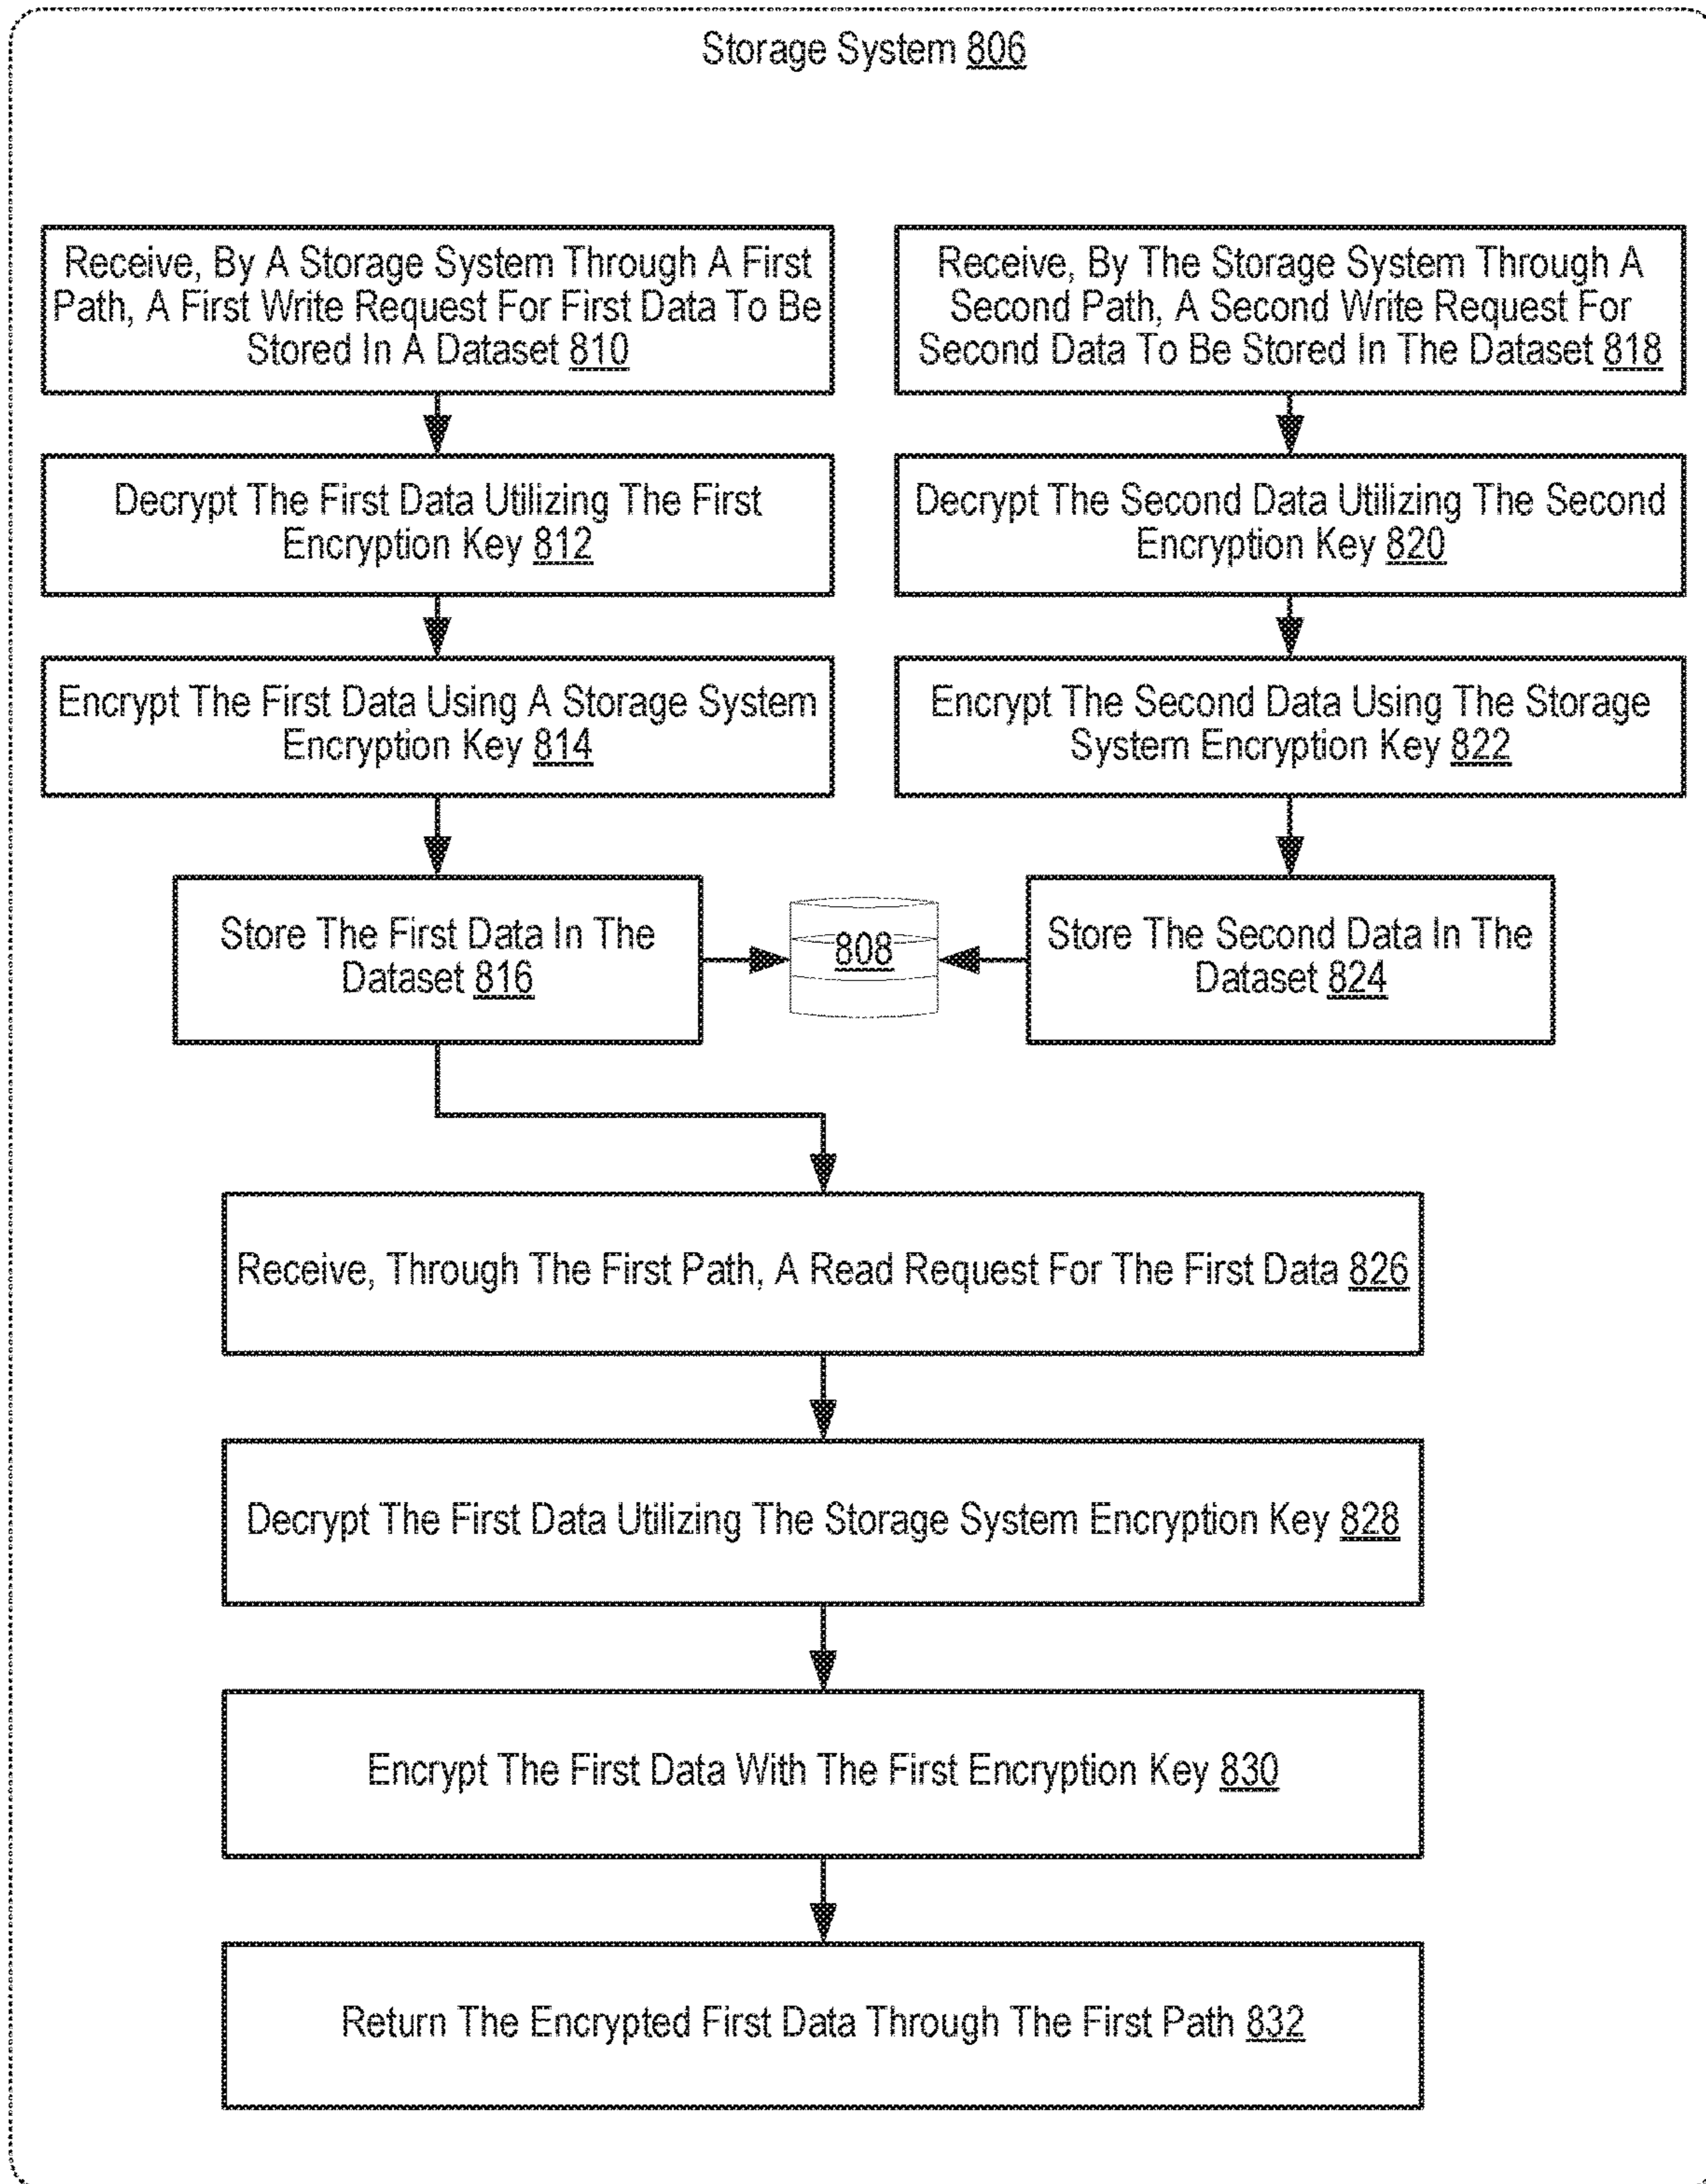 Storage System 806
Receive, By A Storage System Through A First
Path, A First Write Request For First Data To Be
Stored In A Dataset 810
Receive, By The Storage System Through A
Second Path, A Second Write Request For
Second Data To Be Stored In The Dataset 818
Decrypt The First Data Utilizing The First
Encryption Key 812
Decrypt The Second Data Utilizing The Second
Encryption Key 820
Encrypt The First Data Using A Storage System
Encryption Key 814
Encrypt The Second Data Using The Storage
System Encryption Key 822
Store The First Data In The
Dataset 816
808
Store The Second Data In The
Dataset 824
Receive, Through The First Path, A Read Request For The First Data 826
Decrypt The First Data Utilizing The Storage System Encryption Key 828
Encrypt The First Data With The First Encryption Key 830
Return The Encrypted First Data Through The First Path 832